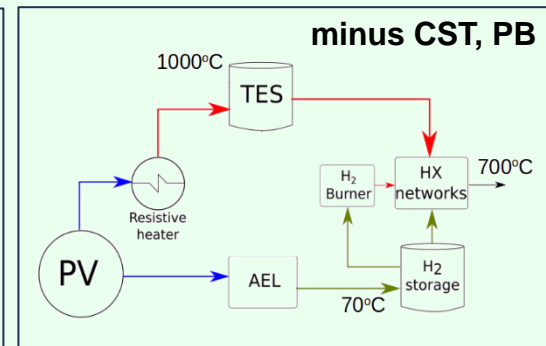 minus CST, PB
1000°C
TES
H2
Burner
HX
networks
700°C
Resistive
heater
PV
AEL
70°C
H2
storage